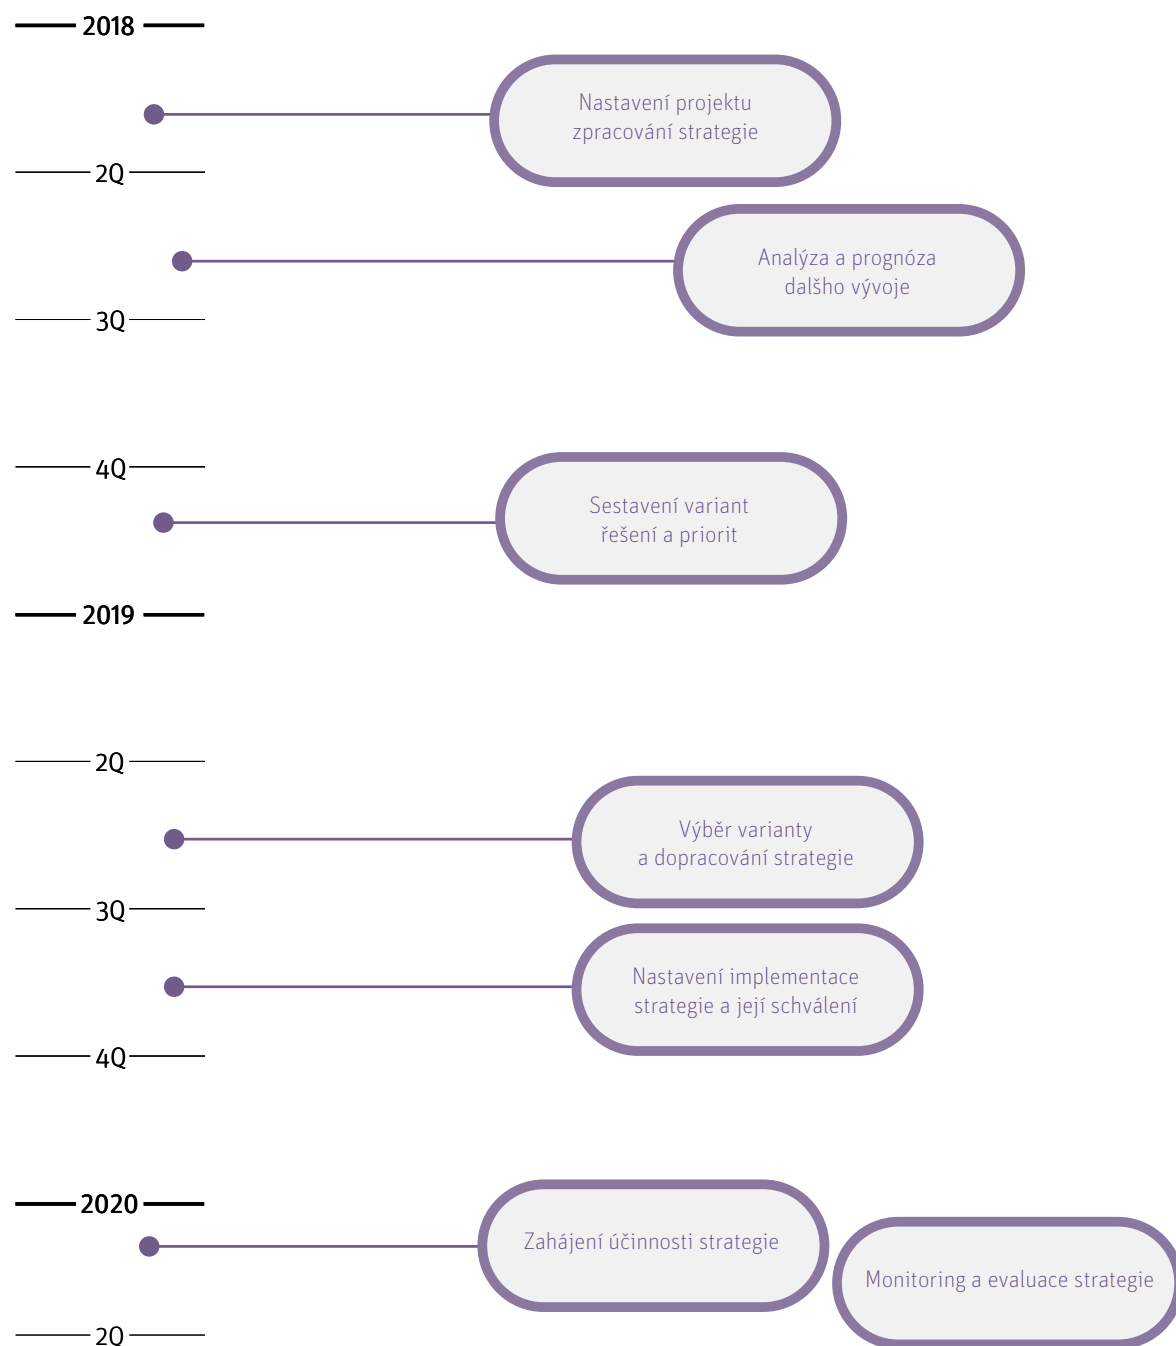 2018
Nastavení projektu
zpracování strategie
2Q
Analýza a prognóza
dalšho vývoje
3Q
4Q
Sestavení variant
řešení a priorit
2019
2Q
Výběr varianty
a dopracování strategie
3Q
Nastavení implementace
strategie a její schválení
4Q
2020
Zahájení účinnosti strategie
Monitoring a evaluace strategie
2Q